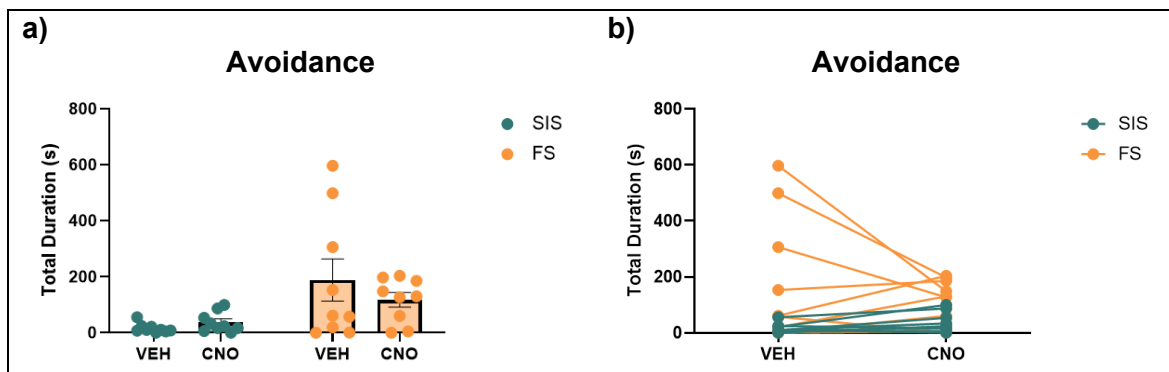 a)
Avoidance
Total Duration (s)
800
600
400
200
0
VEH
CNO
VEH
CNO
SIS
FS
b)
Avoidance
Total Duration (s)
800
600
400
200
0
VEH
CNO
SIS
FS